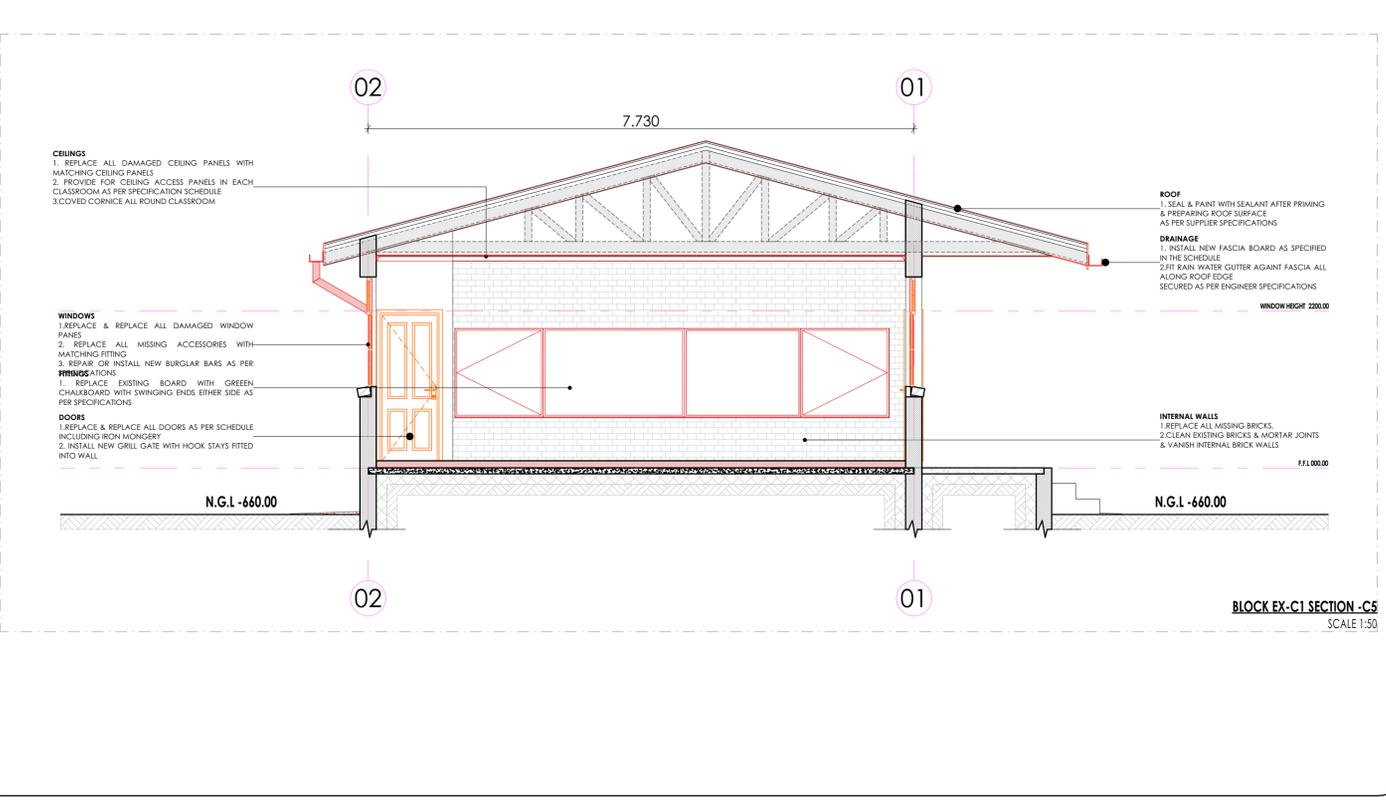 02
01
7.730
CEILINGS
1. REPLACE ALL DAMAGED CEILING PANELS WITH
MATCHING CEILING PANELS
2. PROVIDE FOR CEILING ACCESS PANELS IN EACH
CLASSROOM AS PER SPECIFICATION SCHEDULE
3.COVED CORNICE ALL ROUND CLASSROOM
ROOF
1. SEAL & PAINT WITH SEALANT AFTER PRIMING
& PREPARING ROOF SURFACE
AS PER SUPPLIER SPECIFICATIONS
DRAINAGE
1. INSTALL NEW FASCIA BOARD AS SPECIFIED
IN THE SCHEDULE
2.FIT RAIN WATER GUTTER AGAINT FASCIA ALL
ALONG ROOF EDGE
SECURED AS PER ENGINEER SPECIFICATIONS
WINDOW HEIGHT 2200.00
WINDOWS
1.REPLACE & REPLACE ALL DAMAGED WINDOW
PANES
2. REPLACE ALL MISSING ACCESSORIES WITH
MATCHING FITTING
3. REPAIR OR INSTALL NEW BURGLAR BARS AS PER
SPECIFICATIONS
FITTINGS
1. REPLACE EXISTING BOARD WITH GREEEN
CHALKBOARD WITH SWINGING ENDS EITHER SIDE AS
PER SPECIFICATIONS
DOORS
1.REPLACE & REPLACE ALL DOORS AS PER SCHEDULE
INCLUDING IRON MONGERY
2. INSTALL NEW GRILL GATE WITH HOOK STAYS FITTED
INTO WALL
INTERNAL WALLS
1.REPLACE ALL MISSING BRICKS,
2.CLEAN EXISTING BRICKS & MORTAR JOINTS
& VANISH INTERNAL BRICK WALLS
F.F.L 000.00
N.G.L -660.00
N.G.L -660.00
02
01
BLOCK EX-C1 SECTION -C5
SCALE 1:50